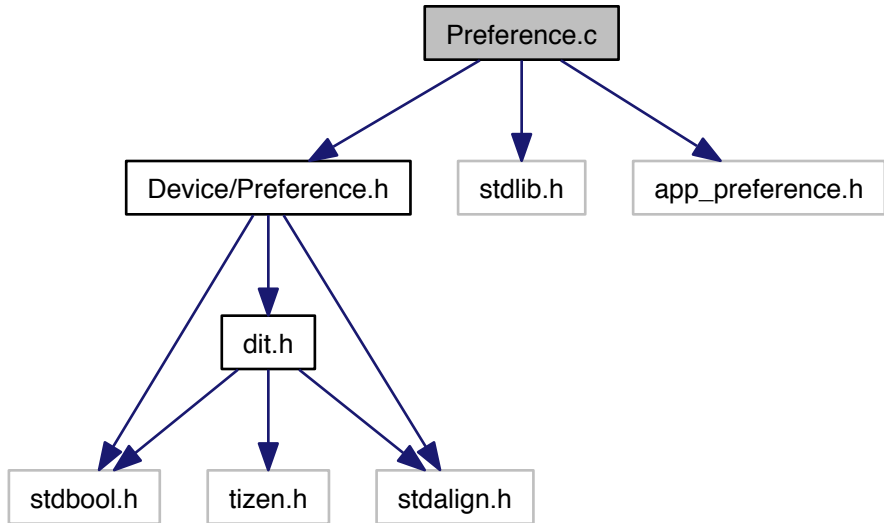 Preference.c
Device/Preference.h
stdlib.h
app_preference.h
dit.h
stdbool.h
tizen.h
stdalign.h